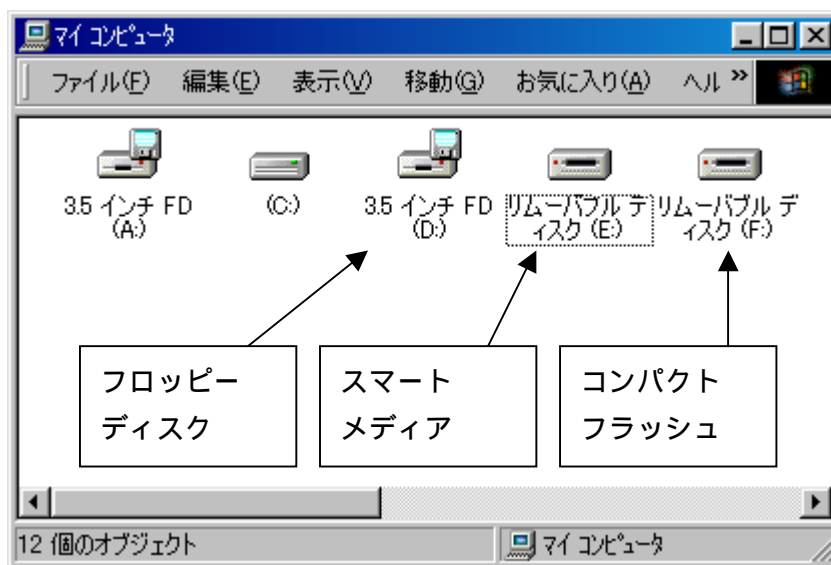 マイ コンピュータ
ファイル(F) 編集(E) 表示(V) 移動(G) お気に入り(A) ヘル »
3.5 インチ FD (A:)
(C:)
3.5 インチ FD (D:)
リムーバブル デ
ィスク (E:)
リムーバブル デ
ィスク (F:)
フロッピー
ディスク
スマート
メディア
コンパクト
フラッシュ
12 個のオブジェクト
マイ コンピュータ